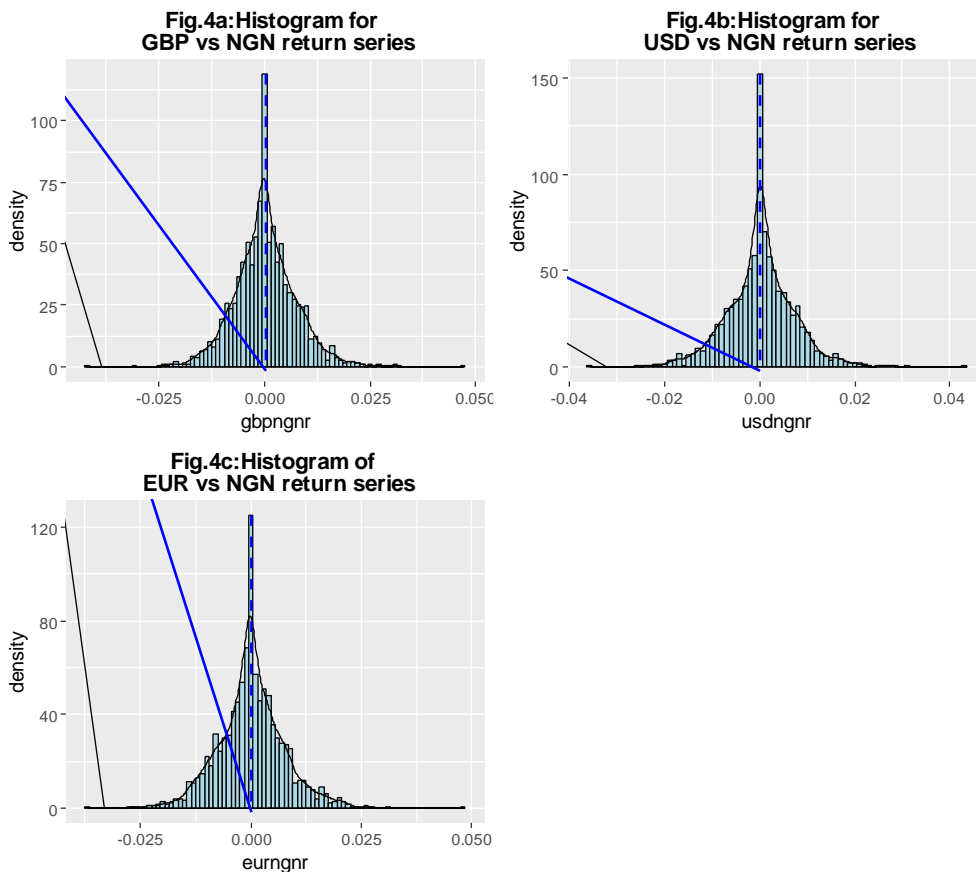 Fig.4a:Histogram for
GBP vs NGN return series
density
100
75
50
25
0
-0.025
0.000
0.025
0.050
gbpngnr
Fig.4b:Histogram for
USD vs NGN return series
density
150
100
50
0
-0.04
-0.02
0.00
0.02
0.04
usdngnr
Fig.4c:Histogram of
EUR vs NGN return series
density
120
80
40
0
-0.025
0.000
0.025
0.050
eurngnr